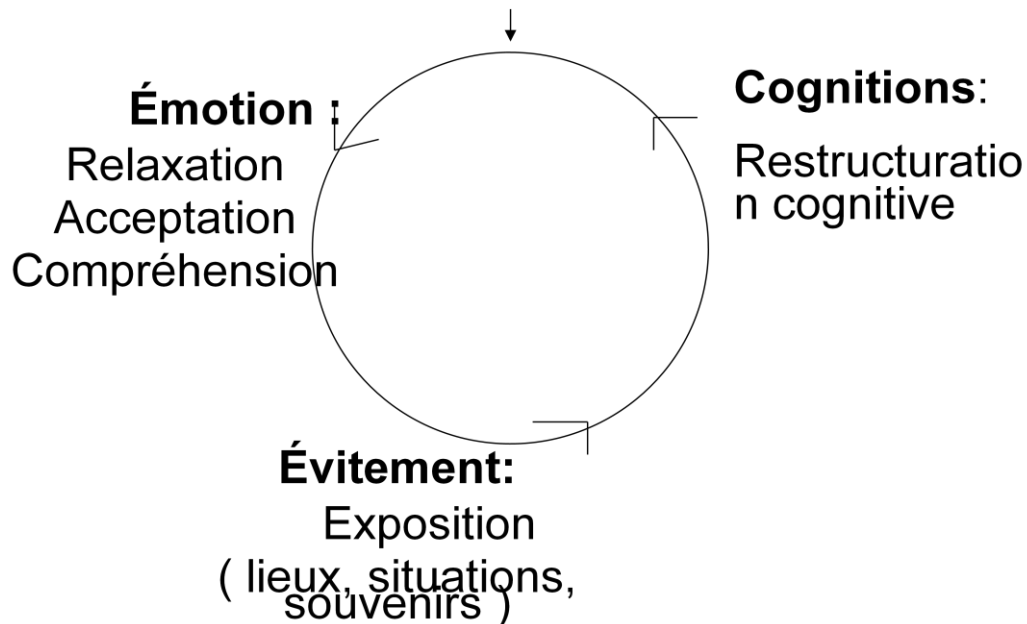 Émotion :
Relaxation
Acceptation
Compréhension
Cognitions:
Restructuratio
n cognitive
Évitement:
Exposition
( lieux, situations,
souvenirs )